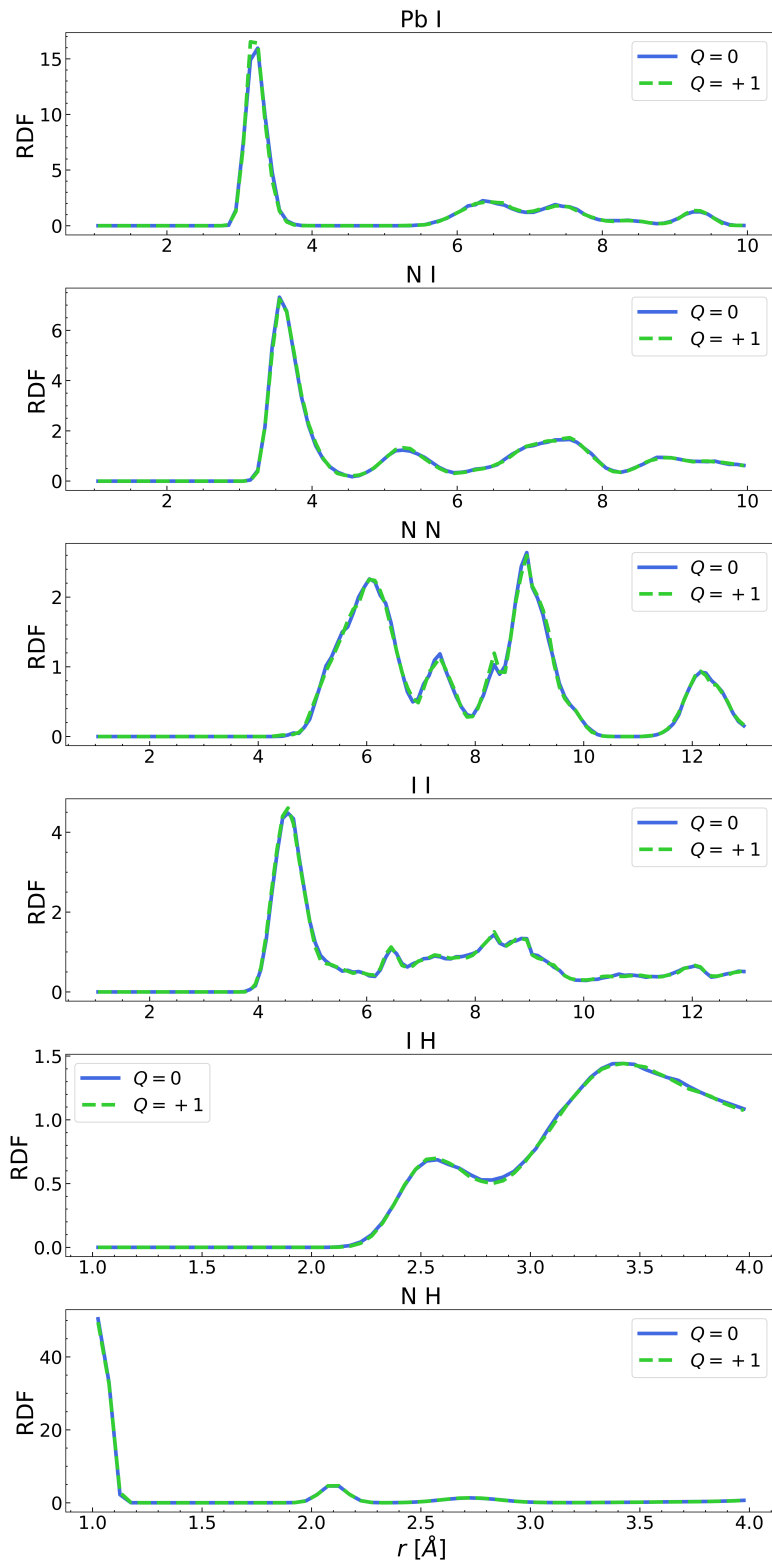 Pb I
RDF
15
10
5
0
Q = 0
Q = +1
2
4
6
8
10
N I
RDF
6
4
2
0
Q = 0
Q = +1
2
4
6
8
10
N N
RDF
2
1
0
Q = 0
Q = +1
2
4
6
8
10
12
I I
RDF
4
2
0
Q = 0
Q = +1
2
4
6
8
10
12
I H
RDF
1.5
1.0
0.5
0.0
Q = 0
Q = +1
1.0
1.5
2.0
2.5
3.0
3.5
4.0
N H
RDF
40
20
0
Q = 0
Q = +1
1.0
1.5
2.0
2.5
3.0
3.5
4.0
r [Å]